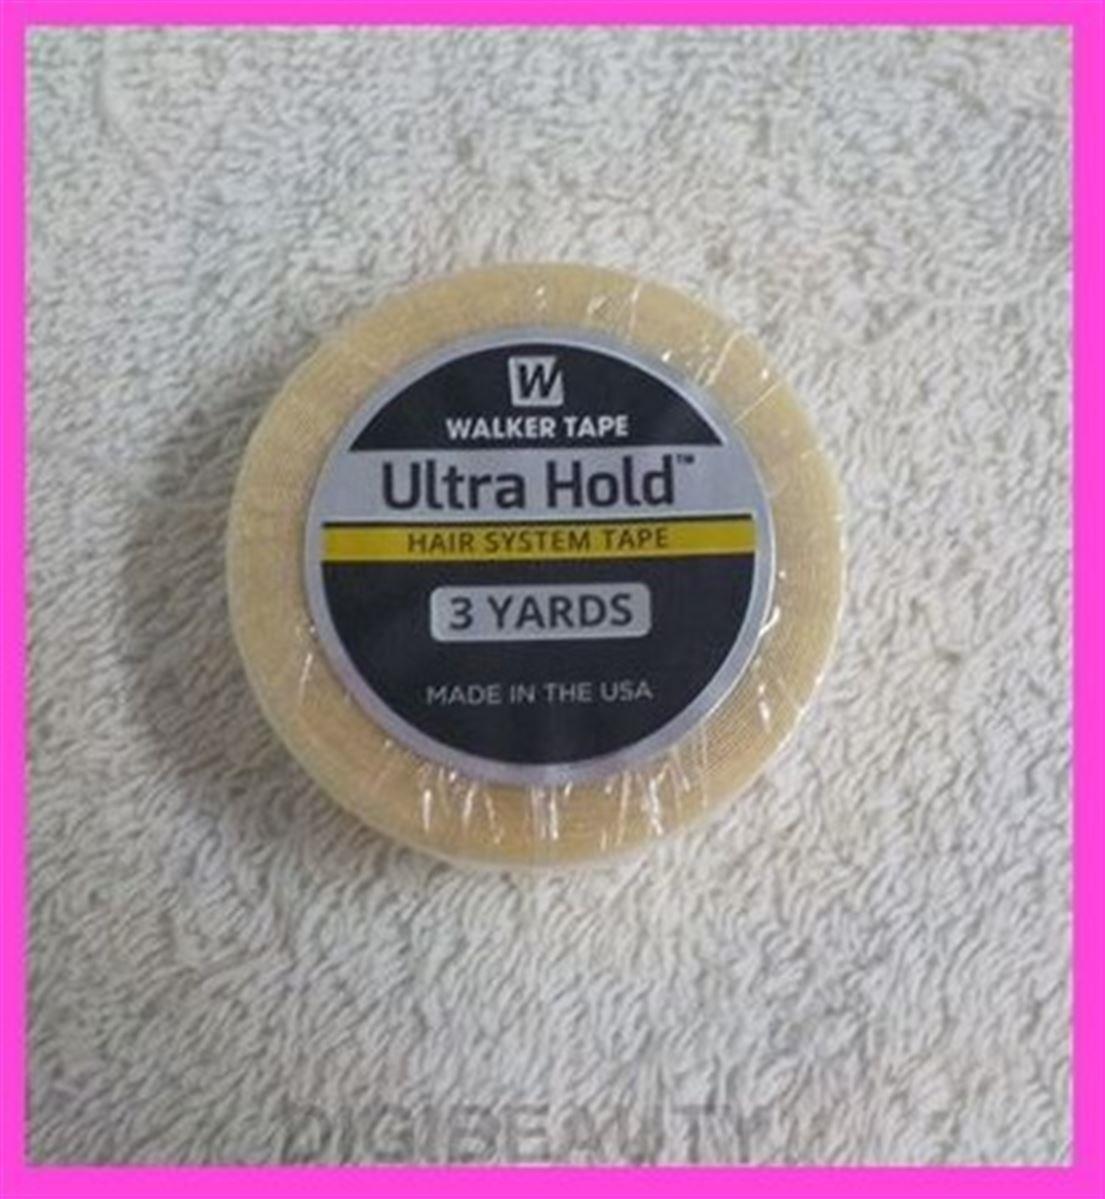 W
WALKER TAPE
Ultra Hold™
HAIR SYSTEM TAPE
3 YARDS
MADE IN THE USA
DIGIBEAUTY